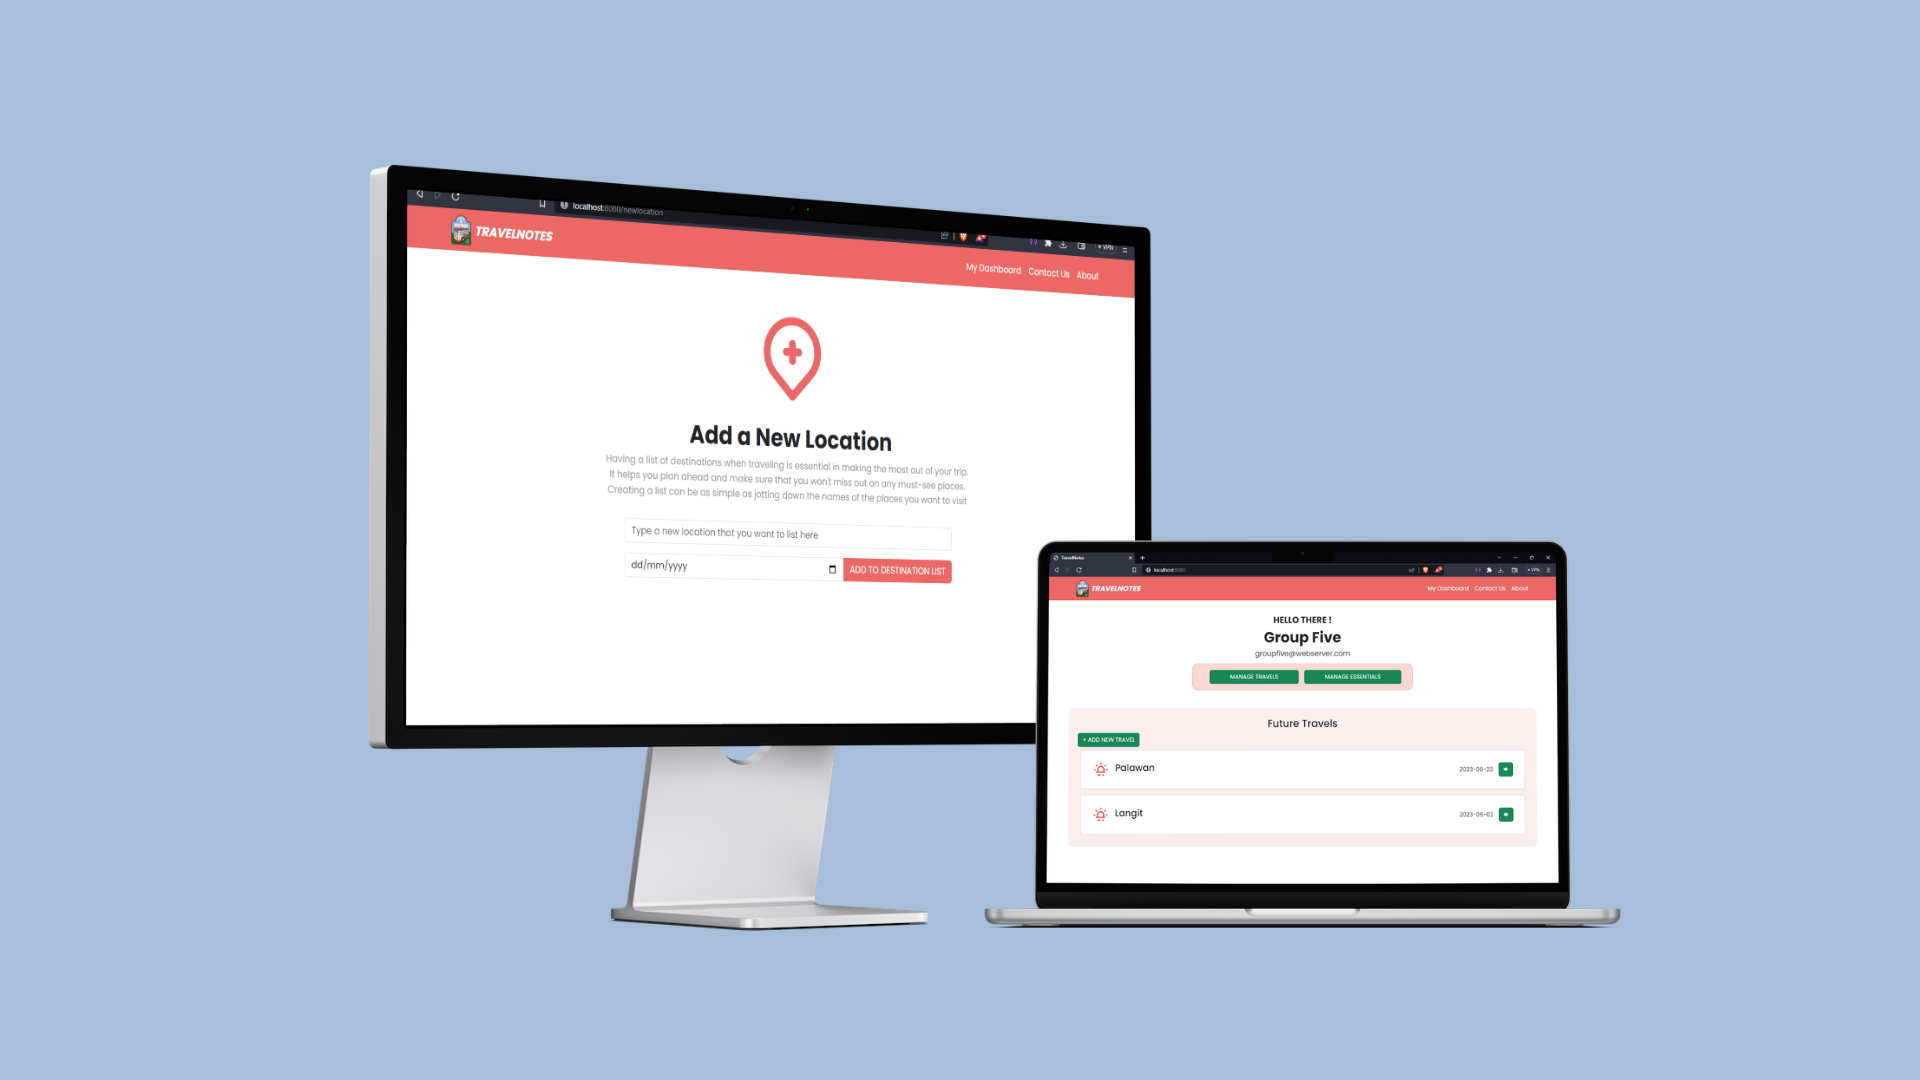 localhost:8080/newlocation
VPN
TRAVELNOTES
My Dashboard Contact Us About
Add a New Location
Having a list of destinations when traveling is essential in making the most out of your trip.
It helps you plan ahead and make sure that you won't miss out on any must-see places.
Creating a list can be as simple as jotting down the names of the places you want to visit
Type a new location that you want to list here
dd/mm/yyyy
ADD TO DESTINATION LIST
TravelNotes
localhost:8080
VPN
TRAVELNOTES
My Dashboard Contact Us About
HELLO THERE !
Group Five
groupfive@webserver.com
MANAGE TRAVELS MANAGE ESSENTIALS
Future Travels
+ ADD NEW TRAVEL
Palawan 2023-06-23
Langit 2023-06-02